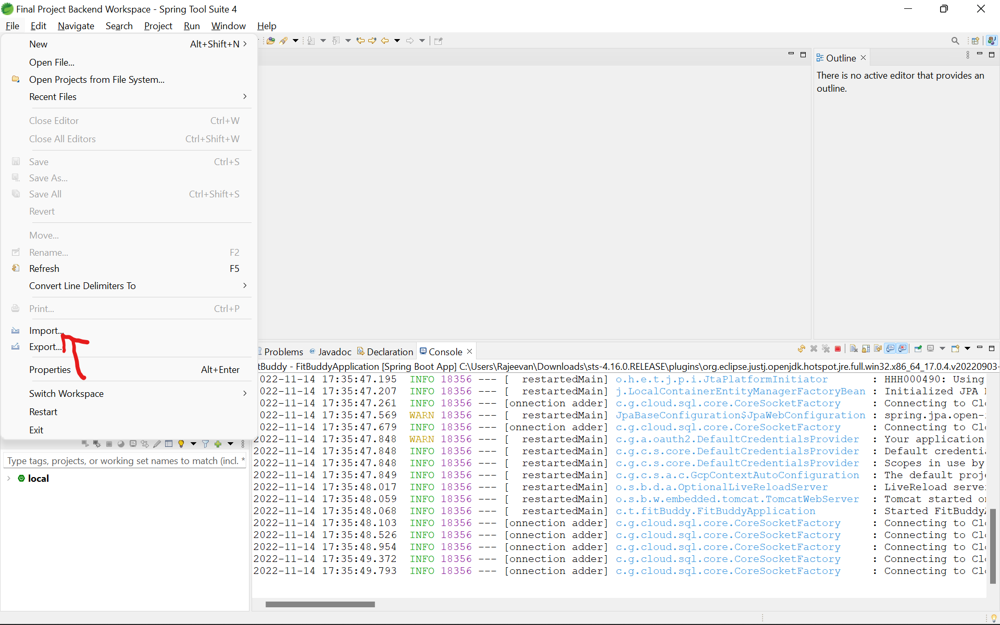 Final Project Backend Workspace - Spring Tool Suite 4
File Edit Navigate Search Project Run Window Help
New Alt+Shift+N
Open File...
Open Projects from File System...
Recent Files
Close Editor Ctrl+W
Close All Editors Ctrl+Shift+W
Save Ctrl+S
Save As...
Save All Ctrl+Shift+S
Revert
Move...
Rename... F2
Refresh F5
Convert Line Delimiters To
Print... Ctrl+P
Import...
Export...
Properties Alt+Enter
Switch Workspace
Restart
Exit
Type tags, projects, or working set names to match (incl. *
local
Outline
There is no active editor that provides an
outline.
Problems @ Javadoc Declaration Console
tBuddy - FitBuddyApplication [Spring Boot App] C:\Users\Rajeevan\Downloads\sts-4.16.0.RELEASE\plugins\org.eclipse.justj.openjdk.hotspot.jre.full.win32.x86_64_17.0.4.v20220903-
022-11-14 17:35:47.195 INFO 18356 --- [ restartedMain] o.h.e.t.j.p.i.JtaPlatformInitiator : HHH000490: Using
022-11-14 17:35:47.207 INFO 18356 --- [ restartedMain] j.LocalContainerEntityManagerFactoryBean : Initialized JPA
022-11-14 17:35:47.261 INFO 18356 --- [onnection adder] c.g.cloud.sql.core.CoreSocketFactory : Connecting to Cl
022-11-14 17:35:47.569 WARN 18356 --- [ restartedMain] JpaBaseConfiguration$JpaWebConfiguration : spring.jpa.open-
022-11-14 17:35:47.679 INFO 18356 --- [onnection adder] c.g.cloud.sql.core.CoreSocketFactory : Connecting to Cl
2022-11-14 17:35:47.848 WARN 18356 --- [ restartedMain] c.g.a.oauth2.DefaultCredentialsProvider : Your application
2022-11-14 17:35:47.848 INFO 18356 --- [ restartedMain] c.g.c.s.core.DefaultCredentialsProvider : Default credenti
2022-11-14 17:35:47.848 INFO 18356 --- [ restartedMain] c.g.c.s.core.DefaultCredentialsProvider : Scopes in use by
2022-11-14 17:35:47.849 INFO 18356 --- [ restartedMain] c.g.c.s.a.c.GcpContextAutoConfiguration : The default proj
2022-11-14 17:35:48.017 INFO 18356 --- [ restartedMain] o.s.b.d.a.OptionalLiveReloadServer : LiveReload serve
2022-11-14 17:35:48.059 INFO 18356 --- [ restartedMain] o.s.b.w.embedded.tomcat.TomcatWebServer : Tomcat started o
2022-11-14 17:35:48.068 INFO 18356 --- [ restartedMain] c.t.fitBuddy.FitBuddyApplication : Started FitBuddy
2022-11-14 17:35:48.103 INFO 18356 --- [onnection adder] c.g.cloud.sql.core.CoreSocketFactory : Connecting to Cl
2022-11-14 17:35:48.526 INFO 18356 --- [onnection adder] c.g.cloud.sql.core.CoreSocketFactory : Connecting to Cl
2022-11-14 17:35:48.954 INFO 18356 --- [onnection adder] c.g.cloud.sql.core.CoreSocketFactory : Connecting to Cl
2022-11-14 17:35:49.372 INFO 18356 --- [onnection adder] c.g.cloud.sql.core.CoreSocketFactory : Connecting to Cl
2022-11-14 17:35:49.793 INFO 18356 --- [onnection adder] c.g.cloud.sql.core.CoreSocketFactory : Connecting to Cl